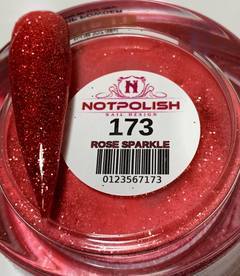 N
NOTPOLISH
NAIL DESIGN
173
ROSE SPARKLE
0123567173